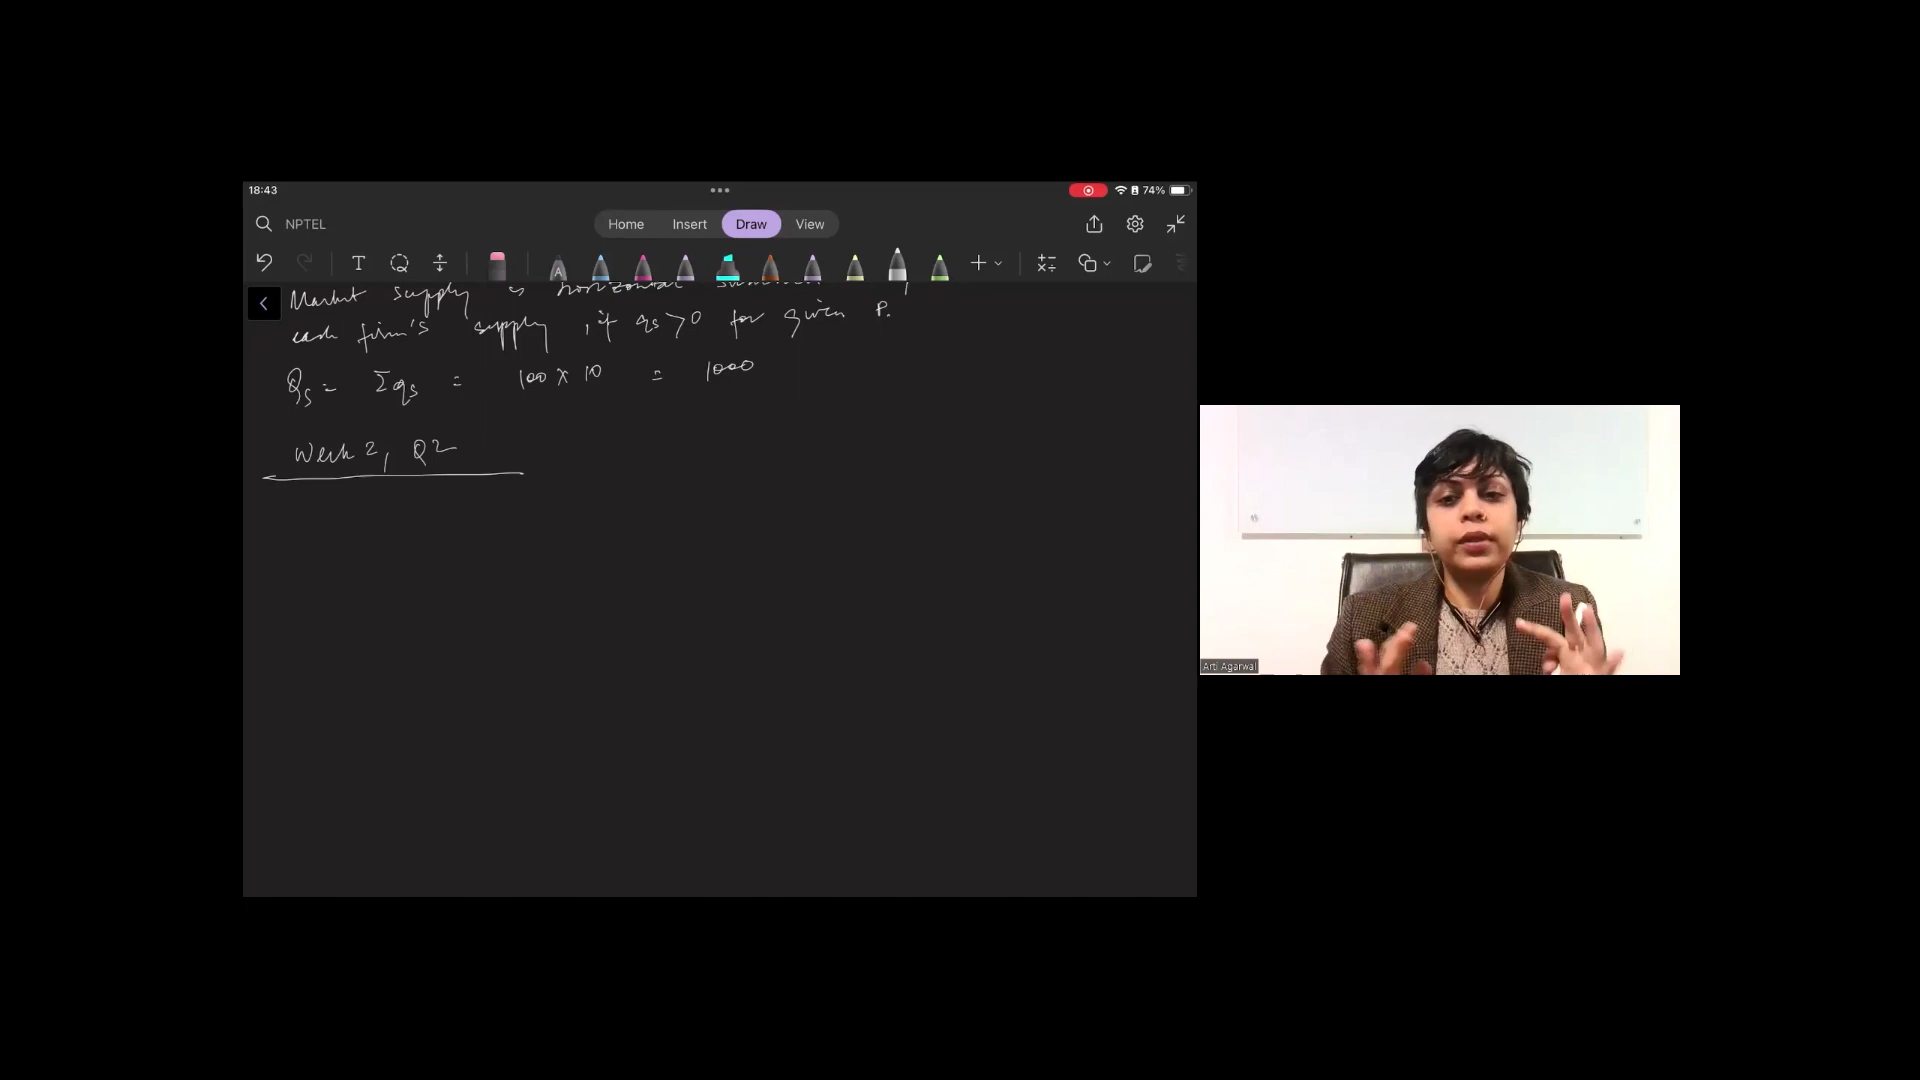 18:43
74%
NPTEL
Home Insert Draw View
T
A
Market supply is horizontal
each firm's supply, if qs > 0 for given P.
Qs = Σqs = 100 x 10 = 1000
Week 2, Q2
Arti Agarwal